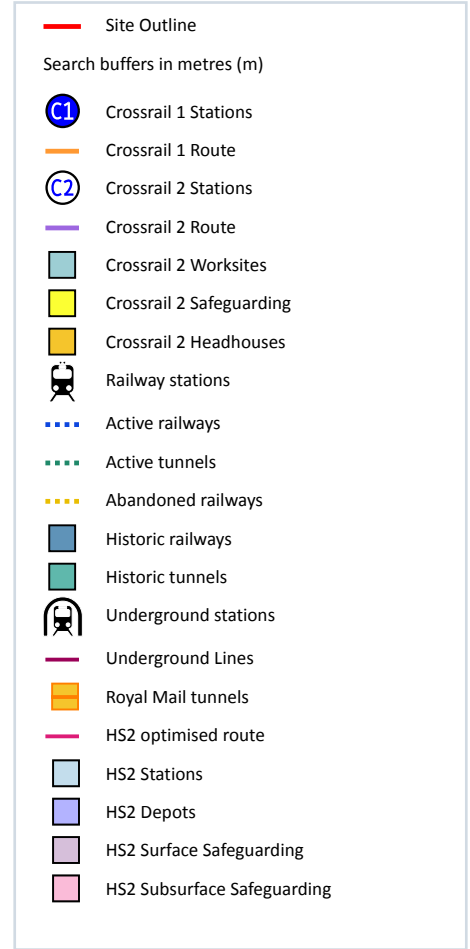 Site Outline
Search buffers in metres (m)
C1 Crossrail 1 Stations
Crossrail 1 Route
C2 Crossrail 2 Stations
Crossrail 2 Route
Crossrail 2 Worksites
Crossrail 2 Safeguarding
Crossrail 2 Headhouses
Railway stations
Active railways
Active tunnels
Abandoned railways
Historic railways
Historic tunnels
Underground stations
Underground Lines
Royal Mail tunnels
HS2 optimised route
HS2 Stations
HS2 Depots
HS2 Surface Safeguarding
HS2 Subsurface Safeguarding